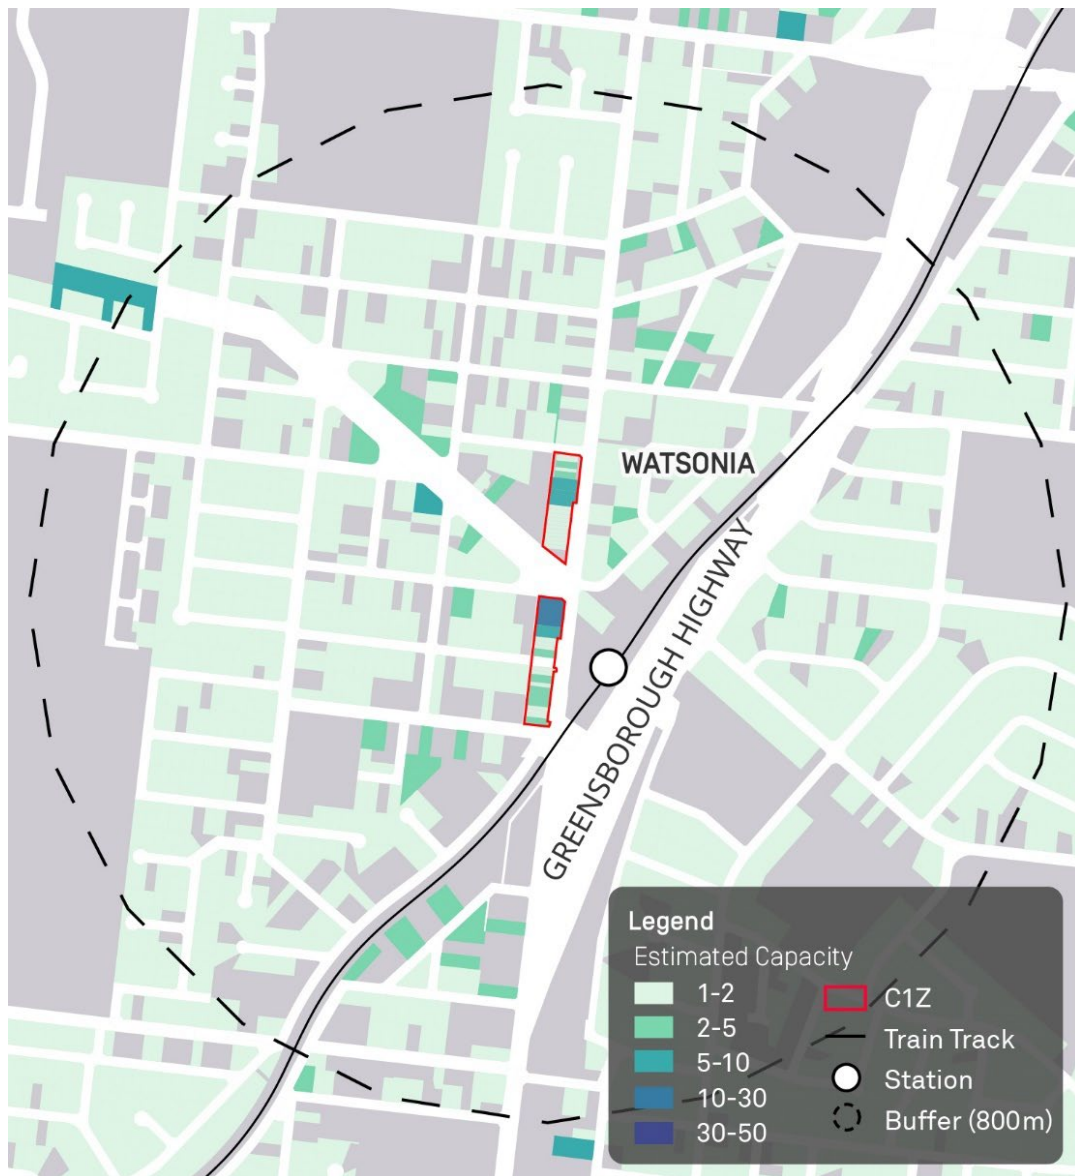 WATSONIA
GREENSBOROUGH HIGHWAY
Legend
Estimated Capacity
1-2
2-5
5-10
10-30
30-50
C1Z
Train Track
Station
Buffer (800m)